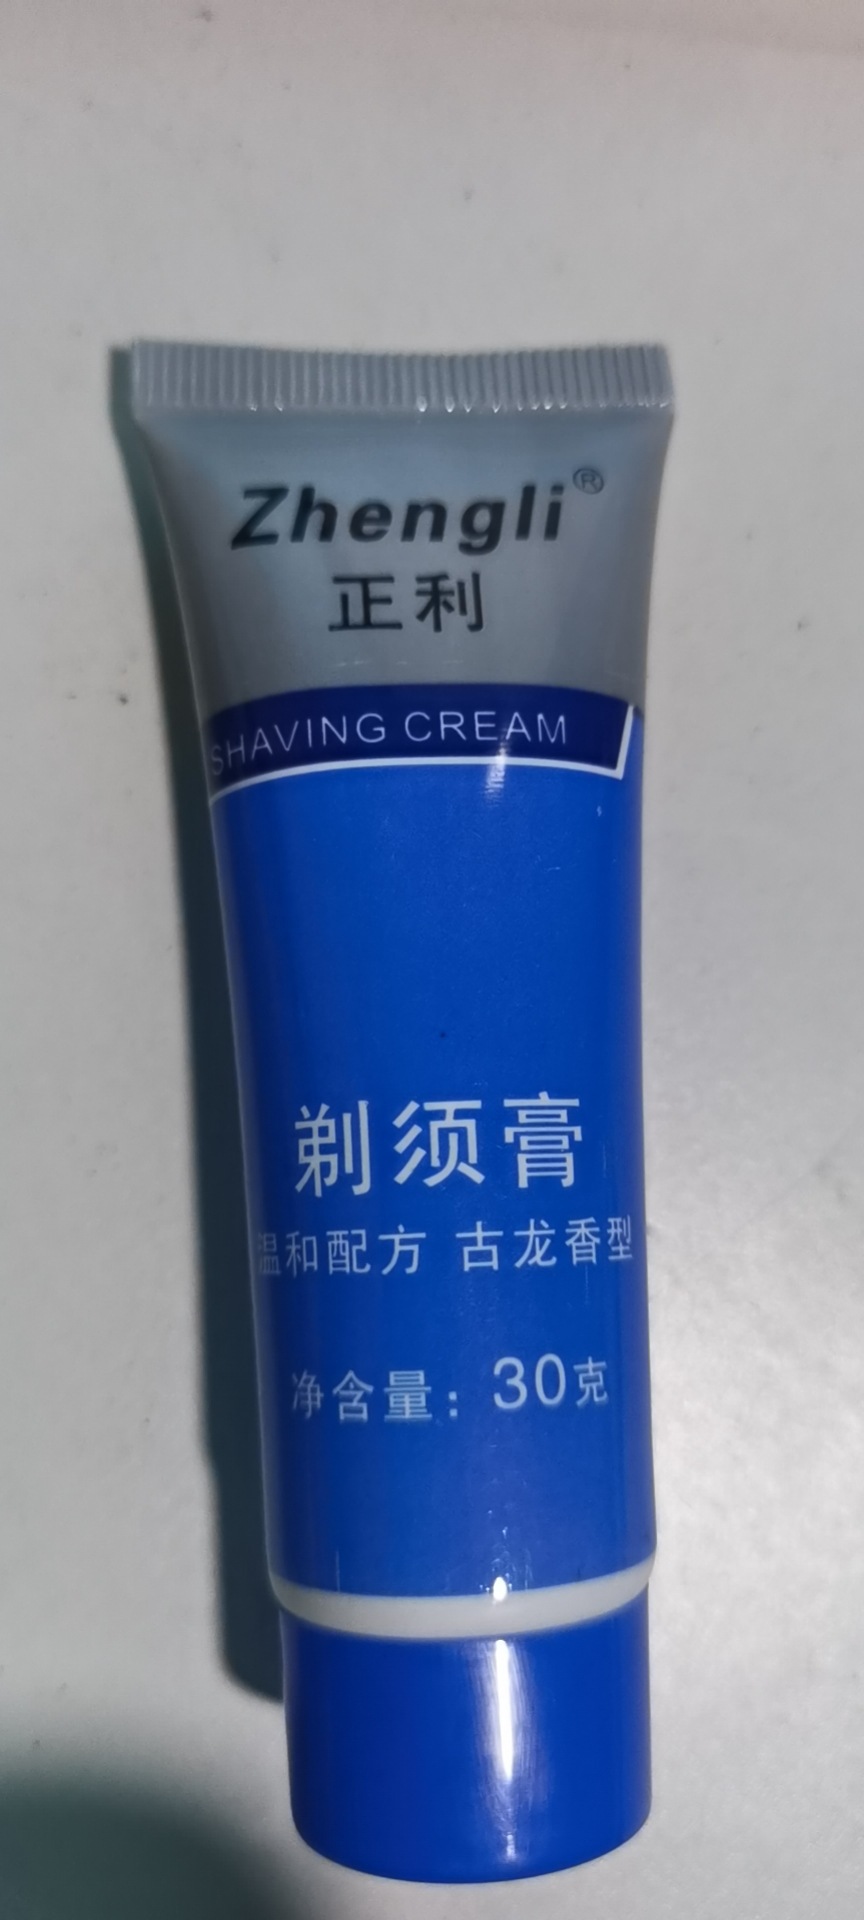 Zhengli®
正利
SHAVING CREAM
剃须膏
温和配方 古龙香型
净含量：30克